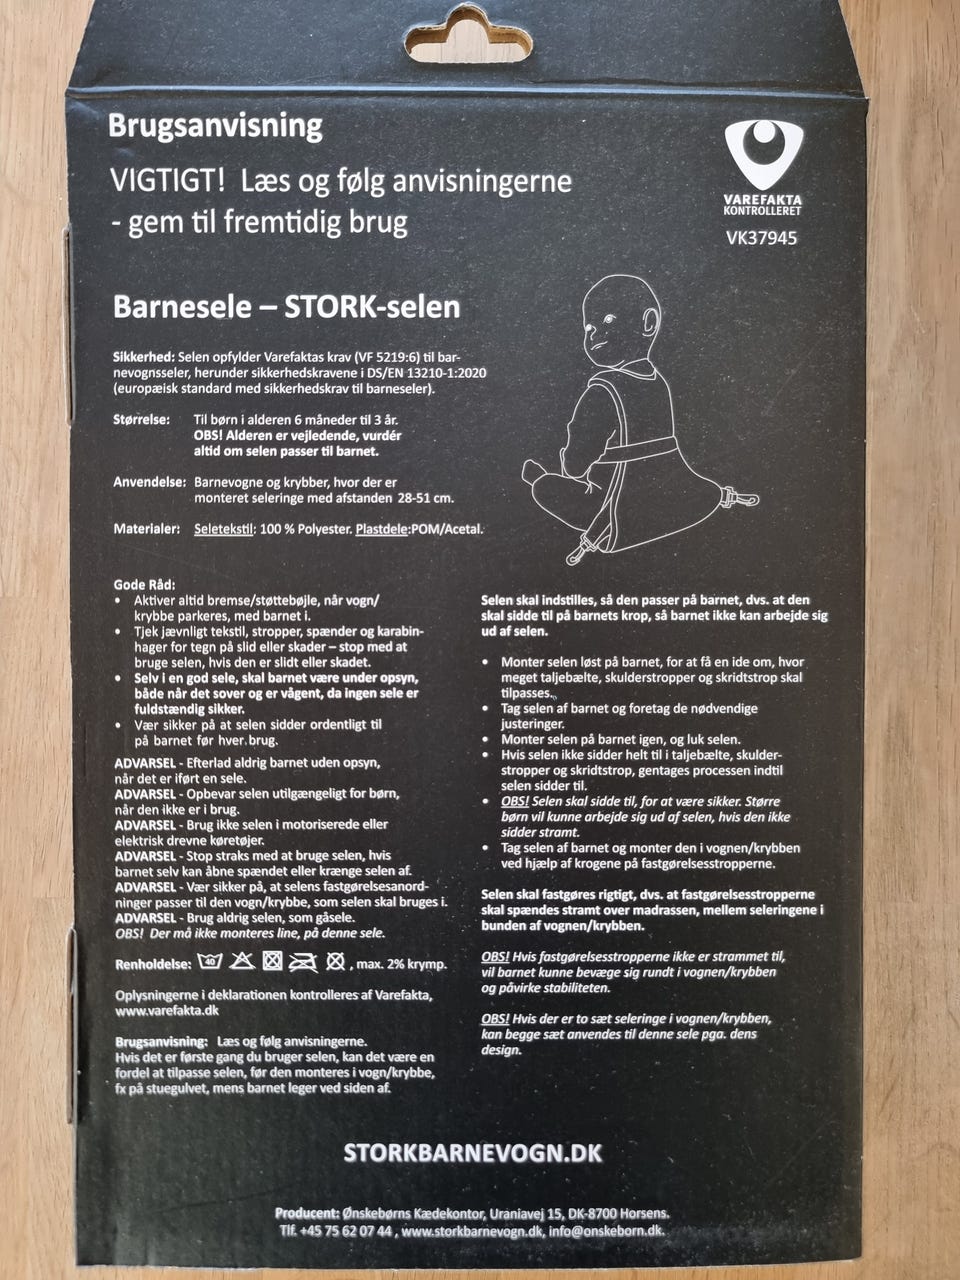 Brugsanvisning
VIGTIGT! Læs og følg anvisningerne
- gem til fremtidig brug
VAREFAKTA
KONTROLLERET
VK37945
Barnesele – STORK-selen
Sikkerhed: Selen opfylder Varefaktas krav (VF 5219:6) til bar-
nevognsseler, herunder sikkerhedskravene i DS/EN 13210-1:2020
(europæisk standard med sikkerhedskrav til barneseler).
Størrelse: Til børn i alderen 6 måneder til 3 år.
OBS! Alderen er vejledende, vurdér
altid om selen passer til barnet.
Anvendelse: Barnevogne og krybber, hvor der er
monteret seleringe med afstanden 28-51 cm.
Materialer: Seletekstil: 100 % Polyester. Plastdele:POM/Acetal.
Gode Råd:
• Aktiver altid bremse/støttebøjle, når vogn/
krybbe parkeres, med barnet i.
• Tjek jævnligt tekstil, stropper, spænder og karabin-
hager for tegn på slid eller skader – stop med at
bruge selen, hvis den er slidt eller skadet.
• Selv i en god sele, skal barnet være under opsyn,
både når det sover og er vågent, da ingen sele er
fuldstændig sikker.
• Vær sikker på at selen sidder ordentligt til
på barnet før hver brug.
ADVARSEL - Efterlad aldrig barnet uden opsyn,
når det er iført en sele.
ADVARSEL - Opbevar selen utilgængeligt for børn,
når den ikke er i brug.
ADVARSEL - Brug ikke selen i motoriserede eller
elektrisk drevne køretøjer.
ADVARSEL - Stop straks med at bruge selen, hvis
barnet selv kan åbne spændet eller krænge selen af.
ADVARSEL - Vær sikker på, at selens fastgørelsesanord-
ninger passer til den vogn/krybbe, som selen skal bruges i.
ADVARSEL - Brug aldrig selen, som gåsele.
OBS! Der må ikke monteres line, på denne sele.
Renholdelse: , max. 2% krymp.
Oplysningerne i deklarationen kontrolleres af Varefakta,
www.varefakta.dk
Brugsanvisning: Læs og følg anvisningerne.
Hvis det er første gang du bruger selen, kan det være en
fordel at tilpasse selen, før den monteres i vogn/krybbe,
fx på stuegulvet, mens barnet leger ved siden af.
Selen skal indstilles, så den passer på barnet, dvs. at den
skal sidde til på barnets krop, så barnet ikke kan arbejde sig
ud af selen.
• Monter selen løst på barnet, for at få en ide om, hvor
meget taljebælte, skulderstropper og skridtstrop skal
tilpasses.
• Tag selen af barnet og foretag de nødvendige
justeringer.
• Monter selen på barnet igen, og luk selen.
• Hvis selen ikke sidder helt til i taljebælte, skulder-
stropper og skridtstrop, gentages processen indtil
selen sidder til.
• OBS! Selen skal sidde til, for at være sikker. Større
børn vil kunne arbejde sig ud af selen, hvis den ikke
sidder stramt.
• Tag selen af barnet og monter den i vognen/krybben
ved hjælp af krogene på fastgørelsesstropperne.
Selen skal fastgøres rigtigt, dvs. at fastgørelsesstropperne
skal spændes stramt over madrassen, mellem seleringene i
bunden af vognen/krybben.
OBS! Hvis fastgørelsesstropperne ikke er strammet til,
vil barnet kunne bevæge sig rundt i vognen/krybben
og påvirke stabiliteten.
OBS! Hvis der er to sæt seleringe i vognen/krybben,
kan begge sæt anvendes til denne sele pga. dens
design.
STORKBARNEVOGN.DK
Producent: Ønskebørns Kædekontor, Uraniavej 15, DK-8700 Horsens.
Tlf. +45 75 62 07 44 , www.storkbarnevogn.dk, info@onskeborn.dk.